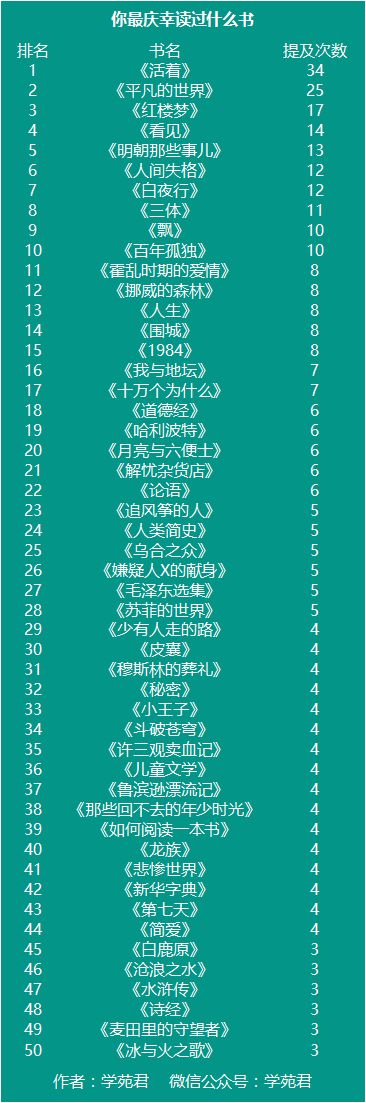 你最庆幸读过什么书
排名 书名 提及次数
1 《活着》 34
2 《平凡的世界》 25
3 《红楼梦》 17
4 《看见》 14
5 《明朝那些事儿》 13
6 《人间失格》 12
7 《白夜行》 12
8 《三体》 11
9 《飘》 10
10 《百年孤独》 10
11 《霍乱时期的爱情》 8
12 《挪威的森林》 8
13 《人生》 8
14 《围城》 8
15 《1984》 8
16 《我与地坛》 7
17 《十万个为什么》 7
18 《道德经》 6
19 《哈利波特》 6
20 《月亮与六便士》 6
21 《解忧杂货店》 6
22 《论语》 6
23 《追风筝的人》 5
24 《人类简史》 5
25 《乌合之众》 5
26 《嫌疑人X的献身》 5
27 《毛泽东选集》 5
28 《苏菲的世界》 5
29 《少有人走的路》 4
30 《皮囊》 4
31 《穆斯林的葬礼》 4
32 《秘密》 4
33 《小王子》 4
34 《斗破苍穹》 4
35 《许三观卖血记》 4
36 《儿童文学》 4
37 《鲁滨逊漂流记》 4
38 《那些回不去的年少时光》 4
39 《如何阅读一本书》 4
40 《龙族》 4
41 《悲惨世界》 4
42 《新华字典》 4
43 《第七天》 4
44 《简爱》 4
45 《白鹿原》 3
46 《沧浪之水》 3
47 《水浒传》 3
48 《诗经》 3
49 《麦田里的守望者》 3
50 《冰与火之歌》 3
作者：学苑君 微信公众号：学苑君